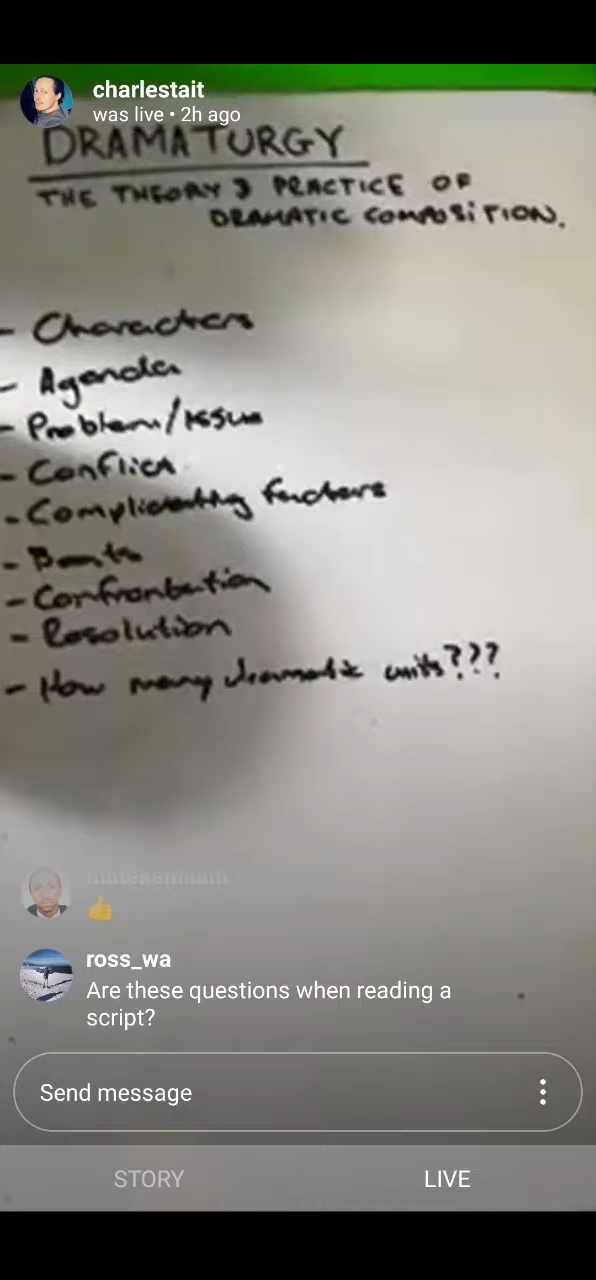 charlestait
was live • 2h ago
DRAMATURGY
THE THEORY & PRACTICE OF
DRAMATIC COMPOSITION.
- Characters
- Agenda
- Problem/Issue
- Conflict
- Complicating factors
- Confrontation
- Resolution
- How many dramatic units???
👍
ross_wa
Are these questions when reading a
script?
Send message
STORY
LIVE